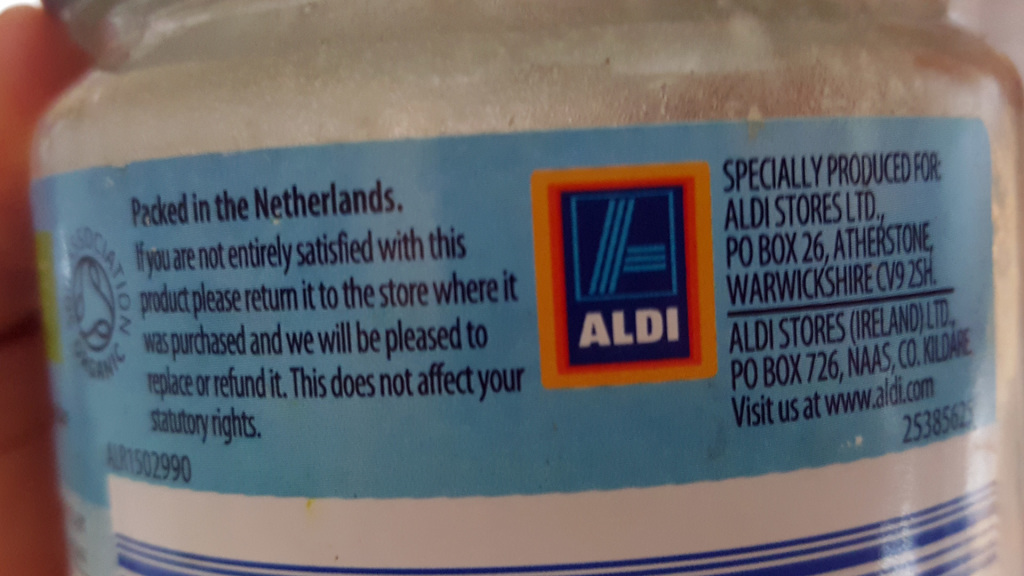 Packed in the Netherlands.
If you are not entirely satisfied with this
product please return it to the store where it
was purchased and we will be pleased to
replace or refund it. This does not affect your
statutory rights.
ALR1502990
ASSOCIATION
ORGANIC
ALDI
SPECIALLY PRODUCED FOR:
ALDI STORES LTD.,
PO BOX 26, ATHERSTONE,
WARWICKSHIRE CV9 2SH.
ALDI STORES (IRELAND) LTD.,
PO BOX 726, NAAS, CO. KILDARE.
Visit us at www.aldi.com